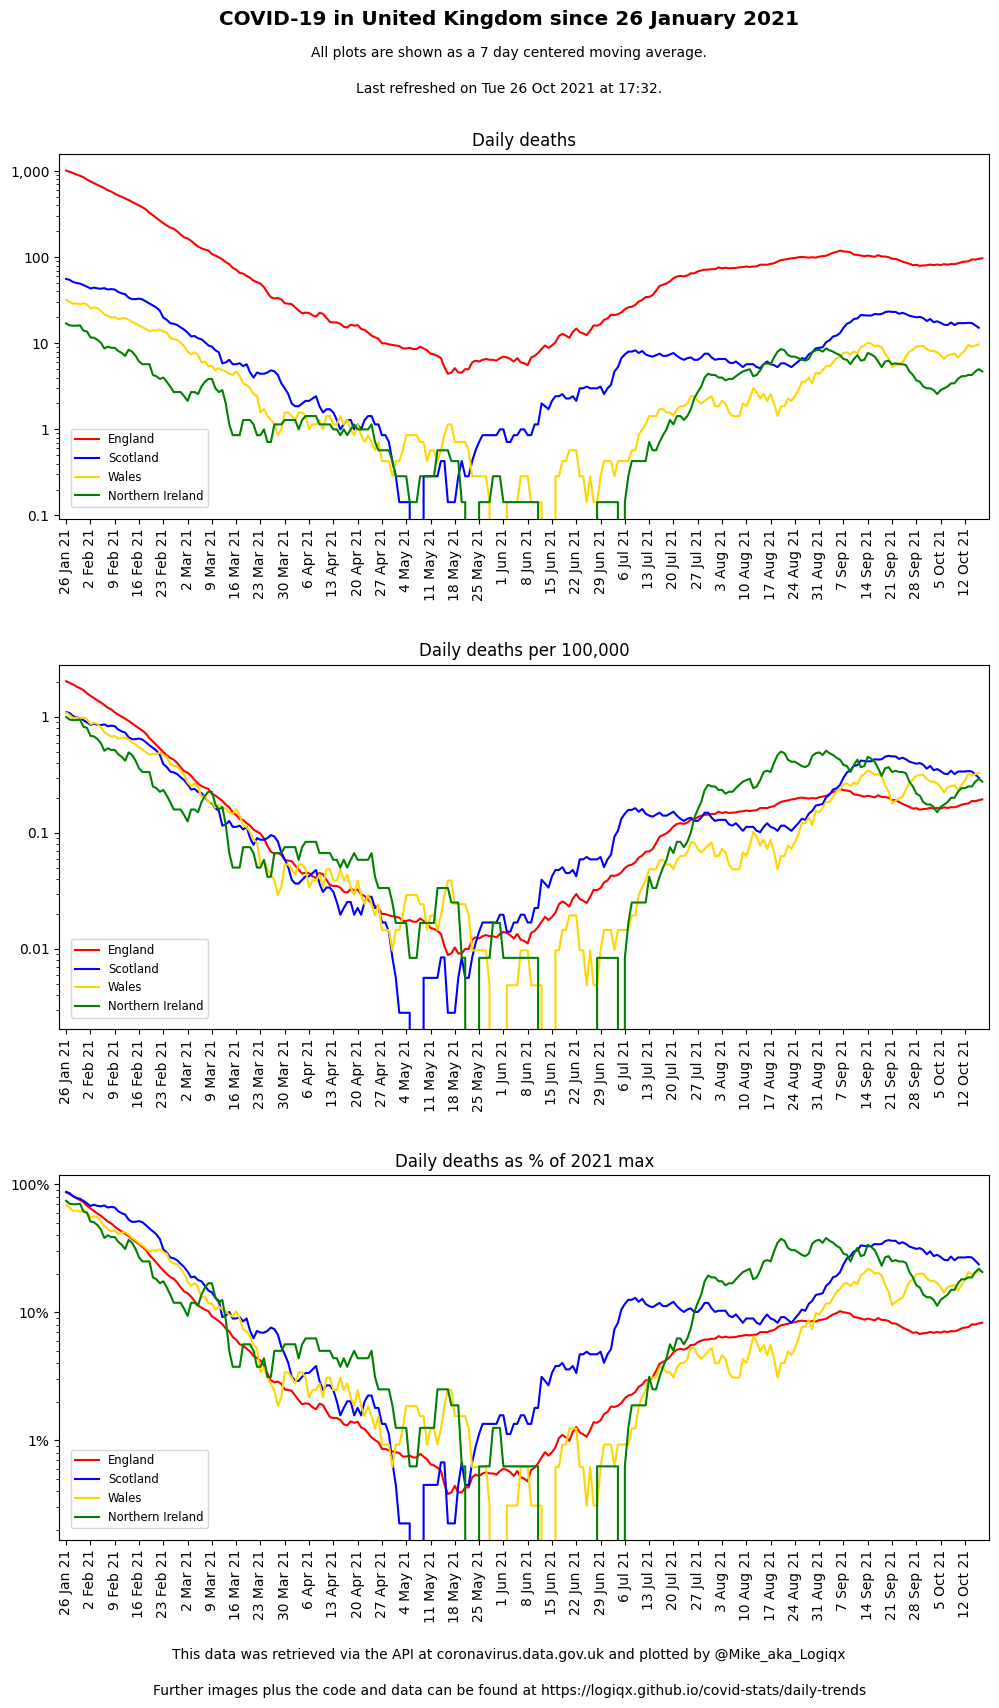 COVID-19 in United Kingdom since 26 January 2021
All plots are shown as a 7 day centered moving average.
Last refreshed on Tue 26 Oct 2021 at 17:32.
Daily deaths
1,000
100
10
1
0.1
England
Scotland
Wales
Northern Ireland
26 Jan 21
2 Feb 21
9 Feb 21
16 Feb 21
23 Feb 21
2 Mar 21
9 Mar 21
16 Mar 21
23 Mar 21
30 Mar 21
6 Apr 21
13 Apr 21
20 Apr 21
27 Apr 21
4 May 21
11 May 21
18 May 21
25 May 21
1 Jun 21
8 Jun 21
15 Jun 21
22 Jun 21
29 Jun 21
6 Jul 21
13 Jul 21
20 Jul 21
27 Jul 21
3 Aug 21
10 Aug 21
17 Aug 21
24 Aug 21
31 Aug 21
7 Sep 21
14 Sep 21
21 Sep 21
28 Sep 21
5 Oct 21
12 Oct 21
Daily deaths per 100,000
1
0.1
0.01
England
Scotland
Wales
Northern Ireland
26 Jan 21
2 Feb 21
9 Feb 21
16 Feb 21
23 Feb 21
2 Mar 21
9 Mar 21
16 Mar 21
23 Mar 21
30 Mar 21
6 Apr 21
13 Apr 21
20 Apr 21
27 Apr 21
4 May 21
11 May 21
18 May 21
25 May 21
1 Jun 21
8 Jun 21
15 Jun 21
22 Jun 21
29 Jun 21
6 Jul 21
13 Jul 21
20 Jul 21
27 Jul 21
3 Aug 21
10 Aug 21
17 Aug 21
24 Aug 21
31 Aug 21
7 Sep 21
14 Sep 21
21 Sep 21
28 Sep 21
5 Oct 21
12 Oct 21
Daily deaths as % of 2021 max
100%
10%
1%
England
Scotland
Wales
Northern Ireland
26 Jan 21
2 Feb 21
9 Feb 21
16 Feb 21
23 Feb 21
2 Mar 21
9 Mar 21
16 Mar 21
23 Mar 21
30 Mar 21
6 Apr 21
13 Apr 21
20 Apr 21
27 Apr 21
4 May 21
11 May 21
18 May 21
25 May 21
1 Jun 21
8 Jun 21
15 Jun 21
22 Jun 21
29 Jun 21
6 Jul 21
13 Jul 21
20 Jul 21
27 Jul 21
3 Aug 21
10 Aug 21
17 Aug 21
24 Aug 21
31 Aug 21
7 Sep 21
14 Sep 21
21 Sep 21
28 Sep 21
5 Oct 21
12 Oct 21
This data was retrieved via the API at coronavirus.data.gov.uk and plotted by @Mike_aka_Logiqx
Further images plus the code and data can be found at https://logiqx.github.io/covid-stats/daily-trends